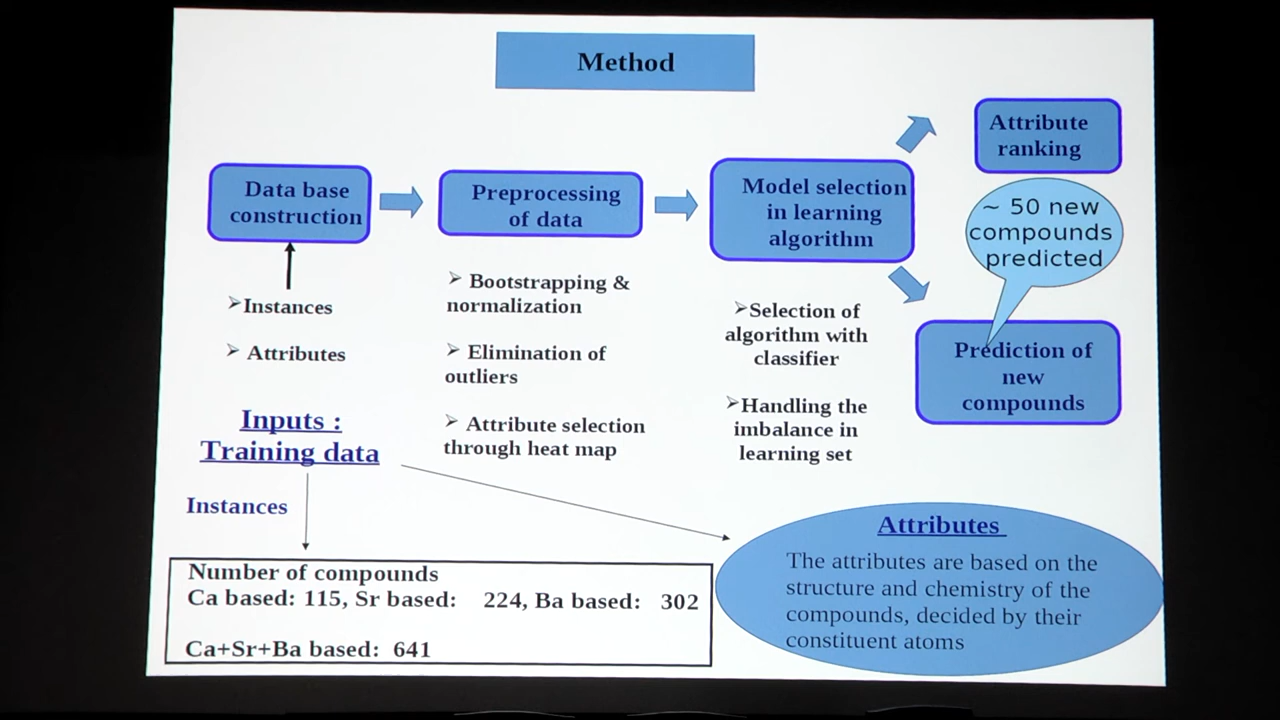 Method
Data base
construction
➢Instances
➢ Attributes
Preprocessing
of data
➢ Bootstrapping &
normalization
➢ Elimination of
outliers
➢ Attribute selection
through heat map
Model selection
in learning
algorithm
➢Selection of
algorithm with
classifier
➢Handling the
imbalance in
learning set
Attribute
ranking
~ 50 new
compounds
predicted
Prediction of
new
compounds
Inputs :
Training data
Instances
Number of compounds
Ca based: 115, Sr based: 224, Ba based: 302
Ca+Sr+Ba based: 641
Attributes
The attributes are based on the
structure and chemistry of the
compounds, decided by their
constituent atoms